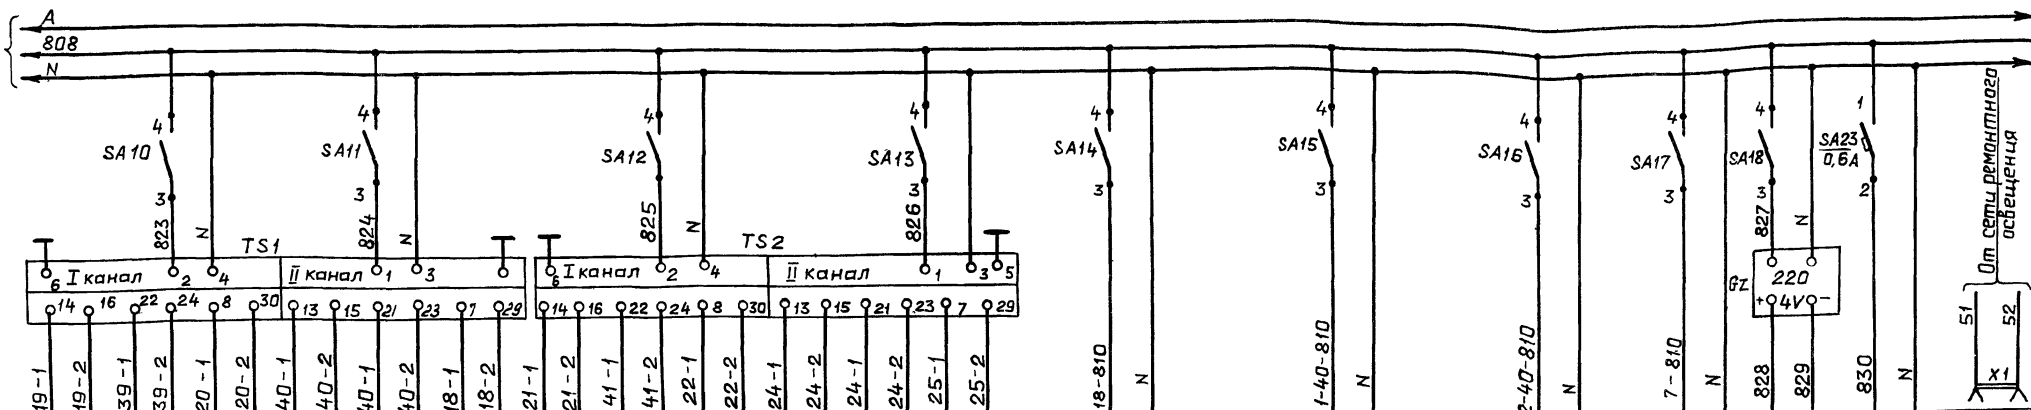 A
808
N
4 4 4 4 4 4 4 4 4 1
SA10 SA11 SA12 SA13 SA14 SA15 SA16 SA17 SA18 SA23
0,6А
3 3 3 3 3 3 3 3 3 2
823 N 824 N 825 N 826 827 N
От сети ремонтного
освещения
TS1 TS2
6 I канал 2 4 II канал 1 3
6 I канал 2 4 II канал 1 3 5
Gz 220
+ 4V -
14 16 22 24 8 30 13 15 21 23 7 29
14 16 22 24 8 30 13 15 21 23 7 29
51 52
19-1 19-2 39-1 39-2 20-1 20-2 40-1 40-2 40-1 40-2 18-1 18-2
21-1 21-2 41-1 41-2 22-1 22-2 24-1 24-2 24-1 24-2 25-1 25-2
18-810 N 1-40-810 N 2-40-810 N 7-810 N 828 829 830 N
X1